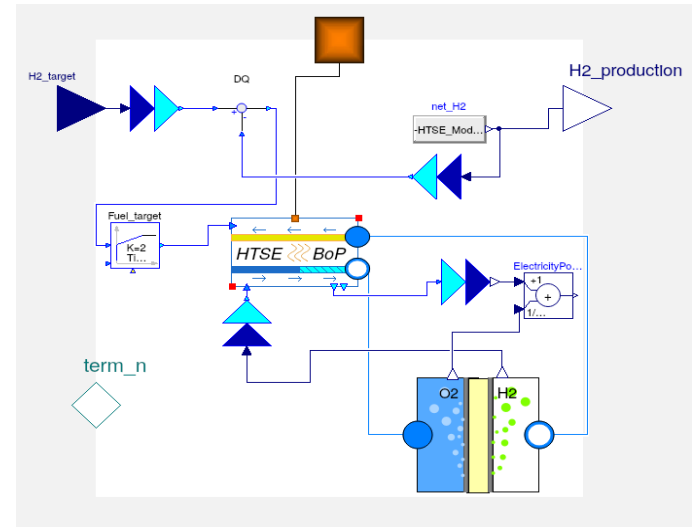 H2_target
DQ
H2_production
net_H2
-HTSE_Mod...
+
-
Fuel_target
K=2
Ti...
HTSE BoP
ElectricityPo...
+1
+
1/...
term_n
O2
H2